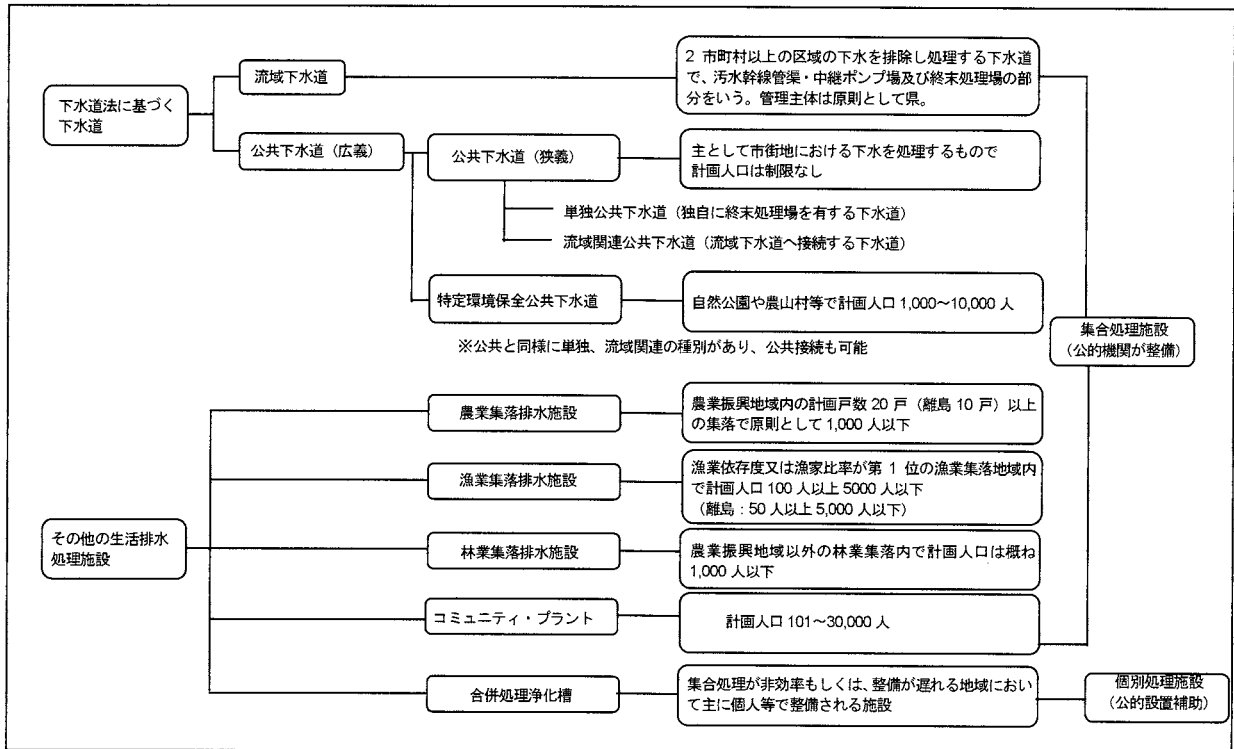 流域下水道
2 市町村以上の区域の下水を排除し処理する下水道
で、汚水幹線管渠・中継ポンプ場及び終末処理場の部
分をいう。管理主体は原則として県。
下水道法に基づく
下水道
公共下水道（広義）
公共下水道（狭義）
主として市街地における下水を処理するもので
計画人口は制限なし
単独公共下水道（独自に終末処理場を有する下水道）
流域関連公共下水道（流域下水道へ接続する下水道）
特定環境保全公共下水道
自然公園や農山村等で計画人口 1,000～10,000 人
※公共と同様に単独、流域関連の種別があり、公共接続も可能
集合処理施設
（公的機関が整備）
農業集落排水施設
農業振興地域内の計画戸数 20 戸（離島 10 戸）以上
の集落で原則として 1,000 人以下
漁業集落排水施設
漁業依存度又は漁家比率が第 1 位の漁業集落地域内
で計画人口 100 人以上 5000 人以下
（離島：50 人以上 5,000 人以下）
その他の生活排水
処理施設
林業集落排水施設
農業振興地域以外の林業集落内で計画人口は概ね
1,000 人以下
コミュニティ・プラント
計画人口 101～30,000 人
合併処理浄化槽
集合処理が非効率もしくは、整備が遅れる地域におい
て主に個人等で整備される施設
個別処理施設
（公的設置補助）